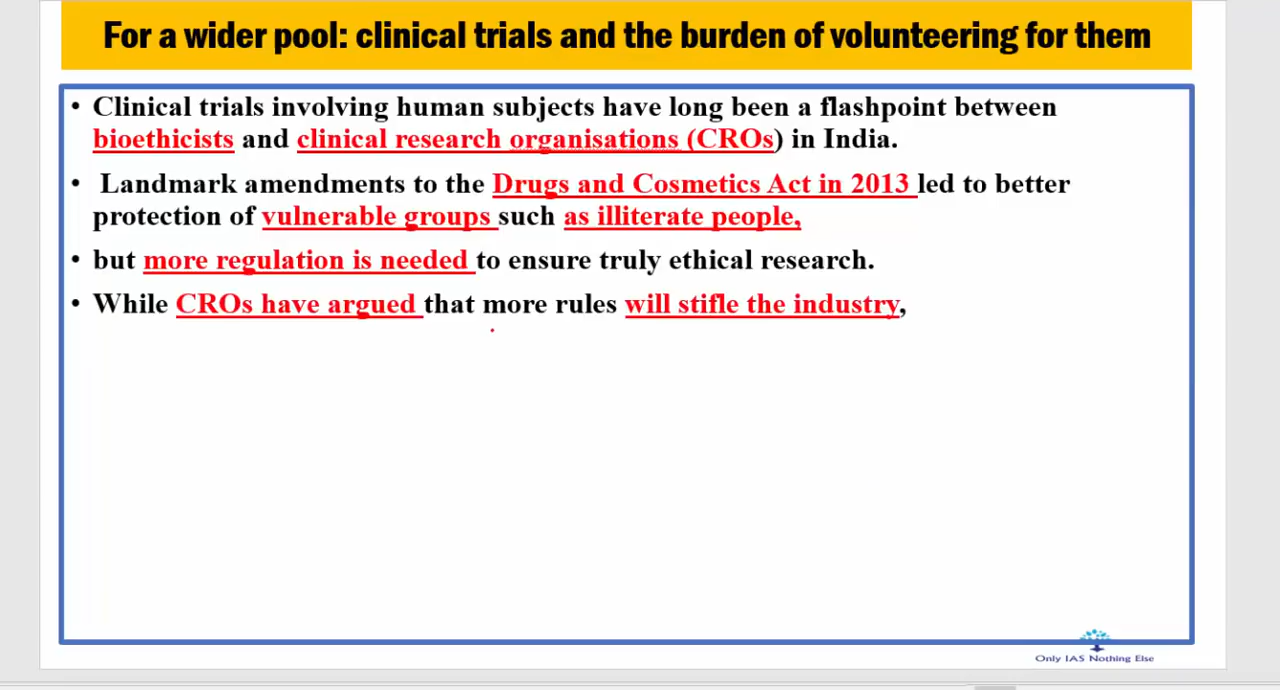 For a wider pool: clinical trials and the burden of volunteering for them
• Clinical trials involving human subjects have long been a flashpoint between
bioethicists and clinical research organisations (CROs) in India.
• Landmark amendments to the Drugs and Cosmetics Act in 2013 led to better
protection of vulnerable groups such as illiterate people,
• but more regulation is needed to ensure truly ethical research.
• While CROs have argued that more rules will stifle the industry,
Only IAS Nothing Else